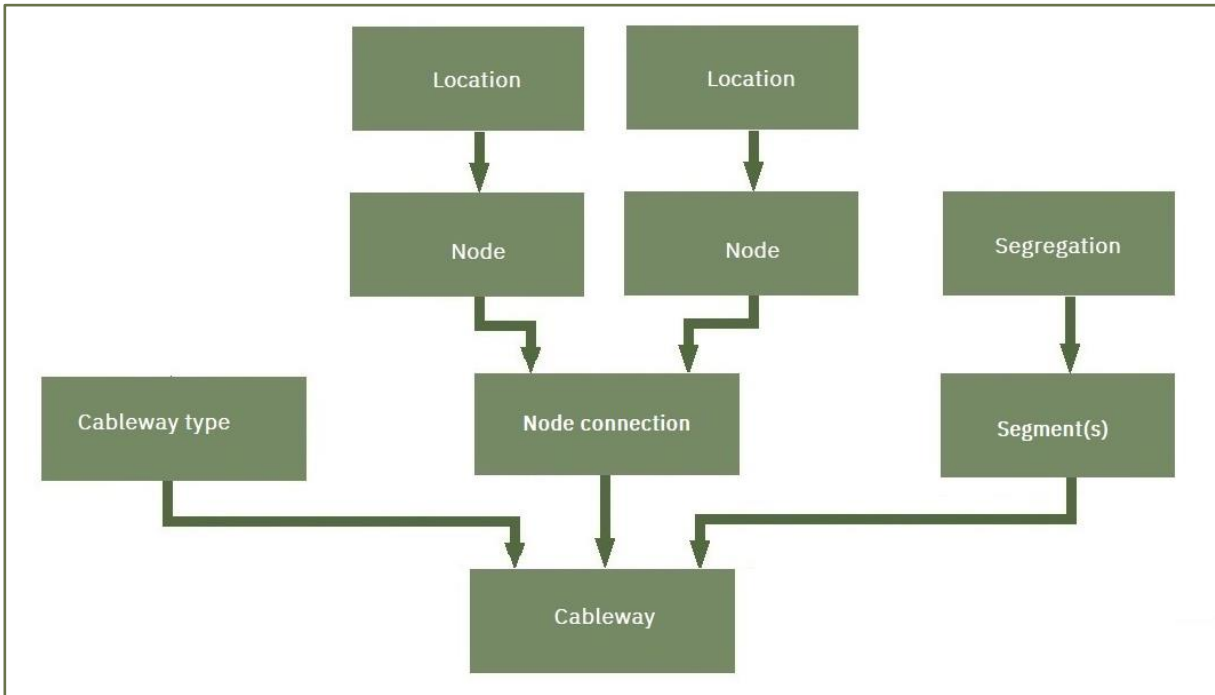 Location
Location
Node
Node
Segregation
Cableway type
Node connection
Segment(s)
Cableway